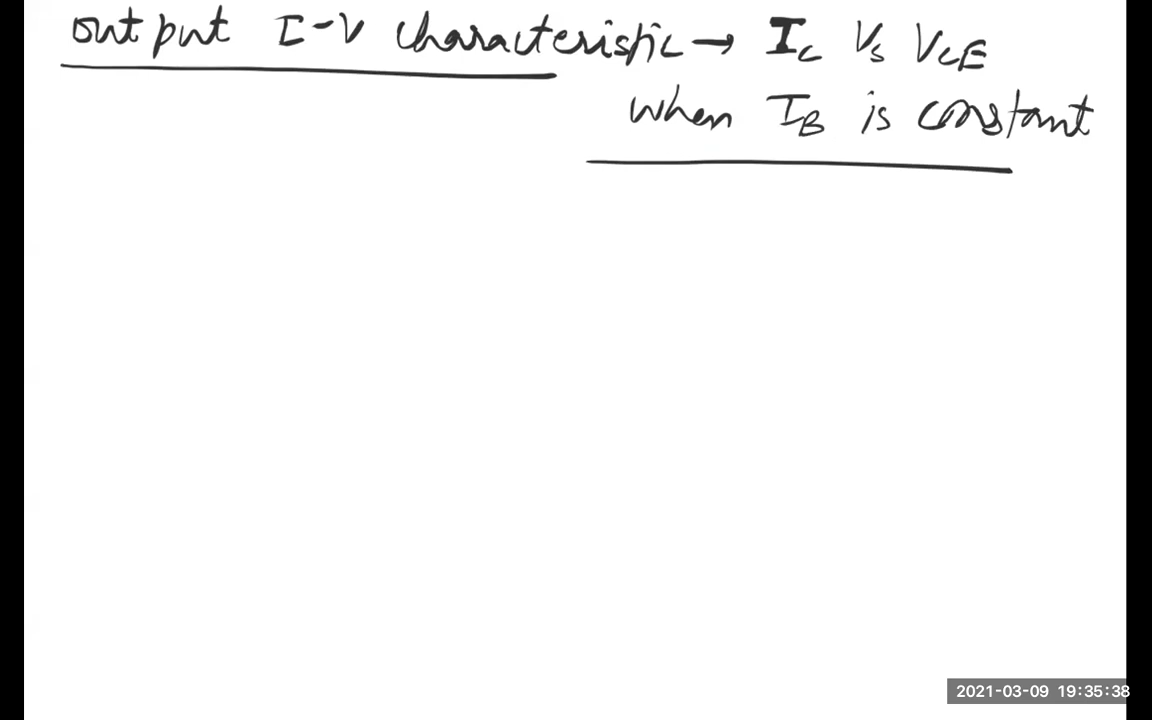 output I-V characteristic → Ic Vs VCE
when IB is constant
2021-03-09 19:35:38